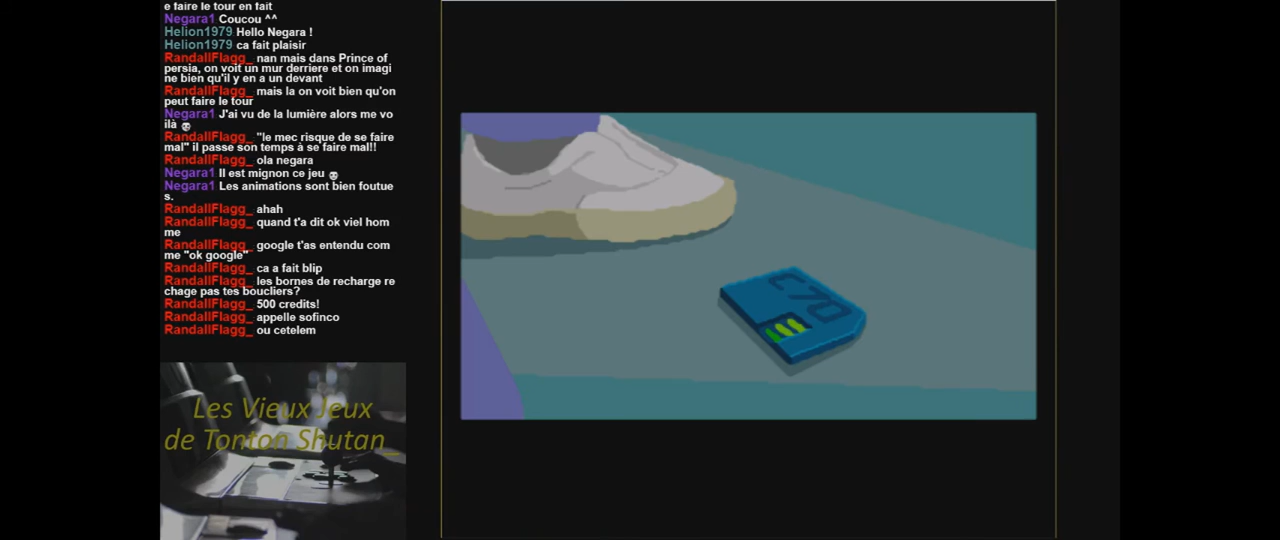 e faire le tour en fait
Negara1 Coucou ^^
Helion1979 Hello Negara !
Helion1979 ca fait plaisir
RandallFlagg_ nan mais dans Prince of
persia, on voit un mur derriere et on imagi
ne bien qu'il y en a un devant
RandallFlagg_ mais la on voit bien qu'on
peut faire le tour
Negara1 J'ai vu de la lumière alors me vo
ilà
RandallFlagg_ "le mec risque de se faire
mal" il passe son temps à se faire mal!!
RandallFlagg_ ola negara
Negara1 Il est mignon ce jeu
Negara1 Les animations sont bien foutue
s.
RandallFlagg_ ahah
RandallFlagg_ quand t'a dit ok viel hom
me
RandallFlagg_ google t'as entendu com
me "ok google"
RandallFlagg_ ca a fait blip
RandallFlagg_ les bornes de recharge re
chage pas tes boucliers?
RandallFlagg_ 500 credits!
RandallFlagg_ appelle sofinco
RandallFlagg_ ou cetelem
Les Vieux Jeux
de Tonton Shutan_
C70